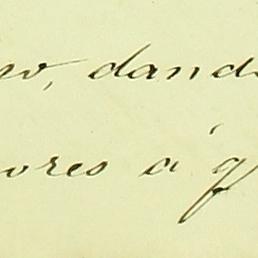 dand
ores á q